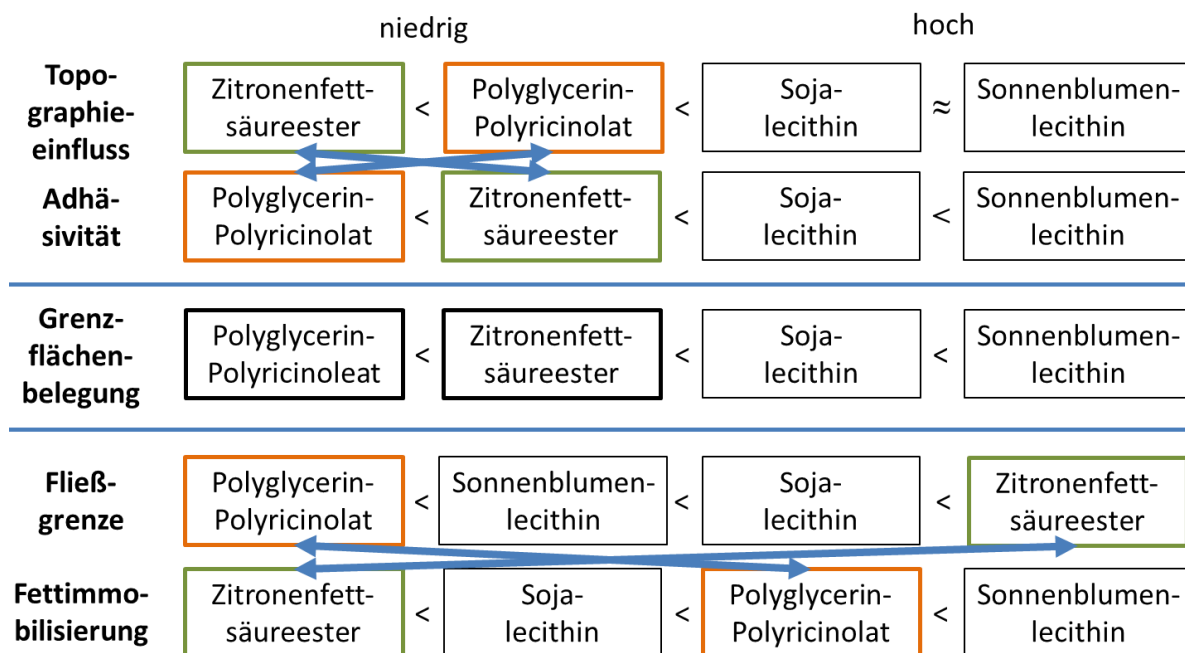 niedrig hoch
Topo-
graphie-
einfluss
Zitronenfett-
säureester
<
Polyglycerin-
Polyricinolat
<
Soja-
lecithin
≈
Sonnenblumen-
lecithin
Adhä-
sivität
Polyglycerin-
Polyricinolat
<
Zitronenfett-
säureester
<
Soja-
lecithin
<
Sonnenblumen-
lecithin
Grenz-
flächen-
belegung
Polyglycerin-
Polyricinoleat
<
Zitronenfett-
säureester
<
Soja-
lecithin
<
Sonnenblumen-
lecithin
Fließ-
grenze
Polyglycerin-
Polyricinolat
<
Sonnenblumen-
lecithin
<
Soja-
lecithin
<
Zitronenfett-
säureester
Fettimmo-
bilisierung
Zitronenfett-
säureester
<
Soja-
lecithin
<
Polyglycerin-
Polyricinolat
<
Sonnenblumen-
lecithin